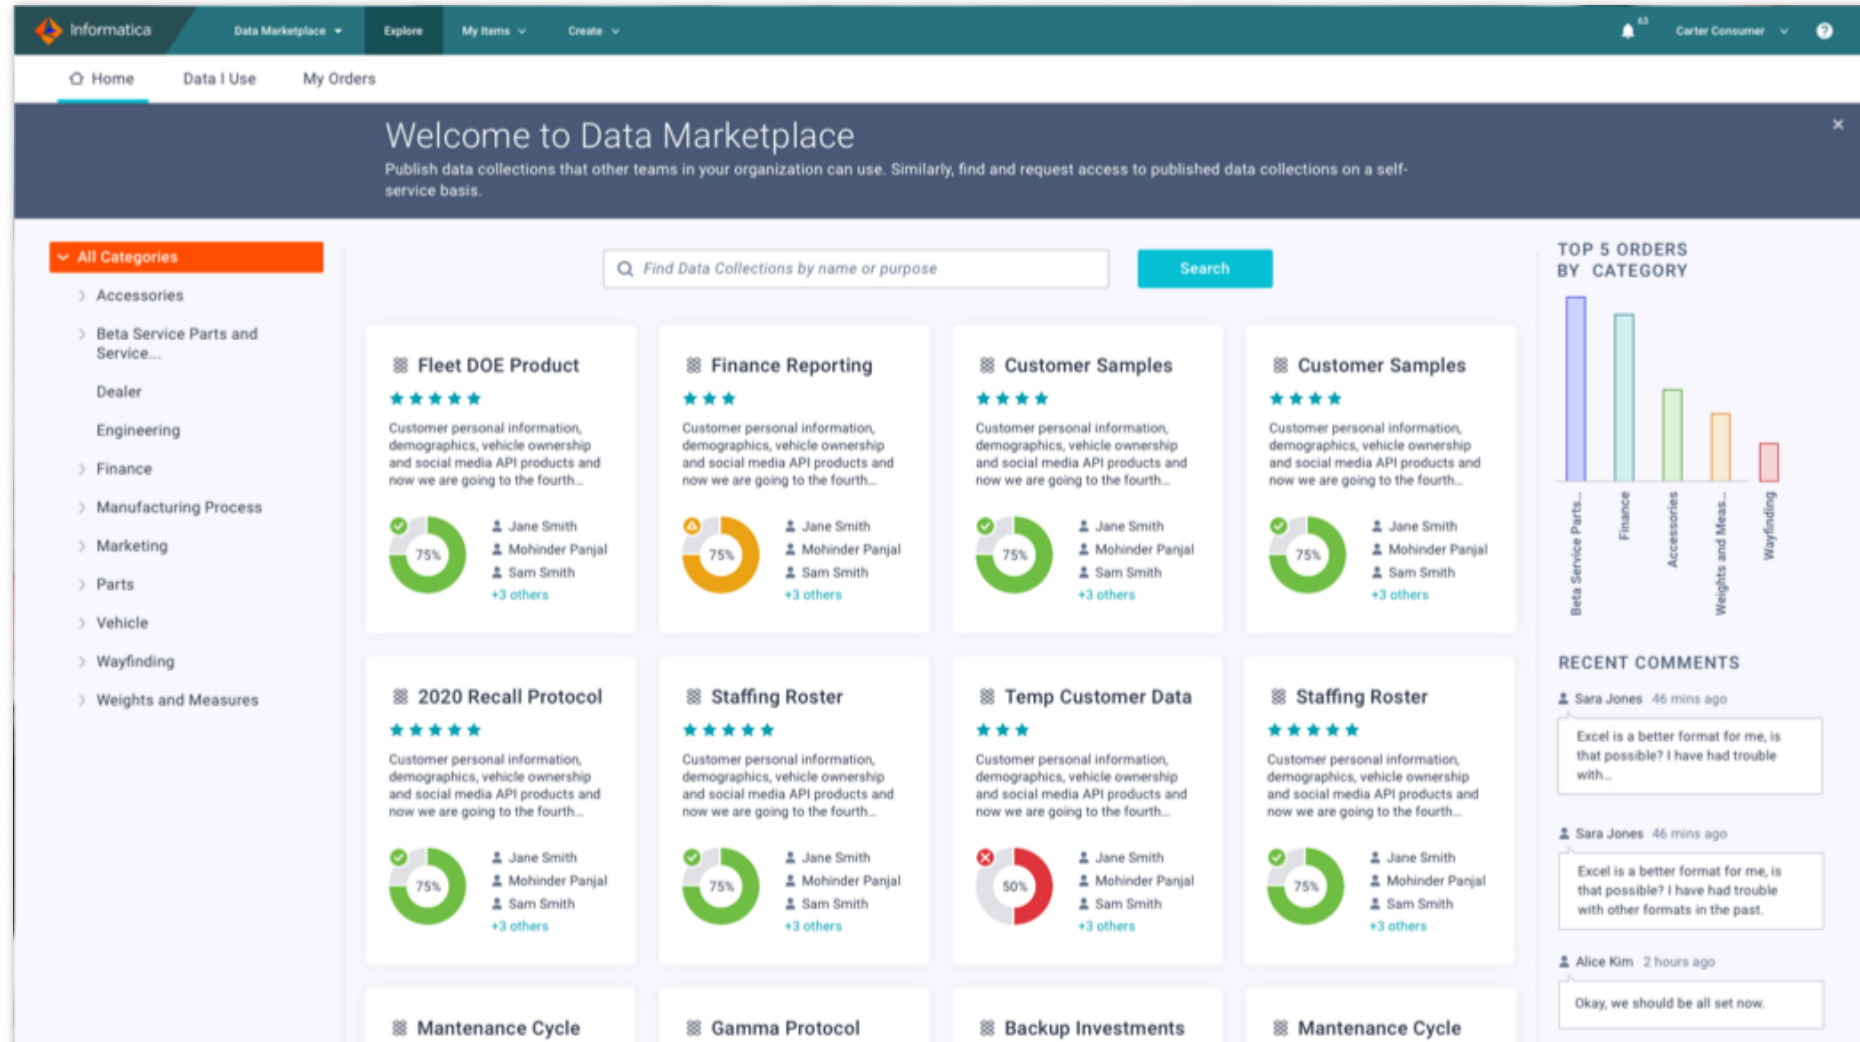 Informatica
Data Marketplace
Explore
My Items
Create
63
Carter Consumer
?
Home
Data I Use
My Orders
Welcome to Data Marketplace
Publish data collections that other teams in your organization can use. Similarly, find and request access to published data collections on a self-
service basis.
All Categories
Accessories
Beta Service Parts and
Service...
Dealer
Engineering
Finance
Manufacturing Process
Marketing
Parts
Vehicle
Wayfinding
Weights and Measures
Find Data Collections by name or purpose
Search
Fleet DOE Product
Customer personal information,
demographics, vehicle ownership
and social media API products and
now we are going to the fourth...
75%
Jane Smith
Mohinder Panjal
Sam Smith
+3 others
Finance Reporting
Customer personal information,
demographics, vehicle ownership
and social media API products and
now we are going to the fourth...
75%
Jane Smith
Mohinder Panjal
Sam Smith
+3 others
Customer Samples
Customer personal information,
demographics, vehicle ownership
and social media API products and
now we are going to the fourth...
75%
Jane Smith
Mohinder Panjal
Sam Smith
+3 others
Customer Samples
Customer personal information,
demographics, vehicle ownership
and social media API products and
now we are going to the fourth...
75%
Jane Smith
Mohinder Panjal
Sam Smith
+3 others
2020 Recall Protocol
Customer personal information,
demographics, vehicle ownership
and social media API products and
now we are going to the fourth...
75%
Jane Smith
Mohinder Panjal
Sam Smith
+3 others
Staffing Roster
Customer personal information,
demographics, vehicle ownership
and social media API products and
now we are going to the fourth...
75%
Jane Smith
Mohinder Panjal
Sam Smith
+3 others
Temp Customer Data
Customer personal information,
demographics, vehicle ownership
and social media API products and
now we are going to the fourth...
50%
Jane Smith
Mohinder Panjal
Sam Smith
+3 others
Staffing Roster
Customer personal information,
demographics, vehicle ownership
and social media API products and
now we are going to the fourth...
75%
Jane Smith
Mohinder Panjal
Sam Smith
+3 others
Mantenance Cycle
Gamma Protocol
Backup Investments
Mantenance Cycle
TOP 5 ORDERS
BY CATEGORY
Beta Service Parts...
Finance
Accessories
Weights and Meas...
Wayfinding
RECENT COMMENTS
Sara Jones 46 mins ago
Excel is a better format for me, is
that possible? I have had trouble
with...
Sara Jones 46 mins ago
Excel is a better format for me, is
that possible? I have had trouble
with other formats in the past.
Alice Kim 2 hours ago
Okay, we should be all set now.